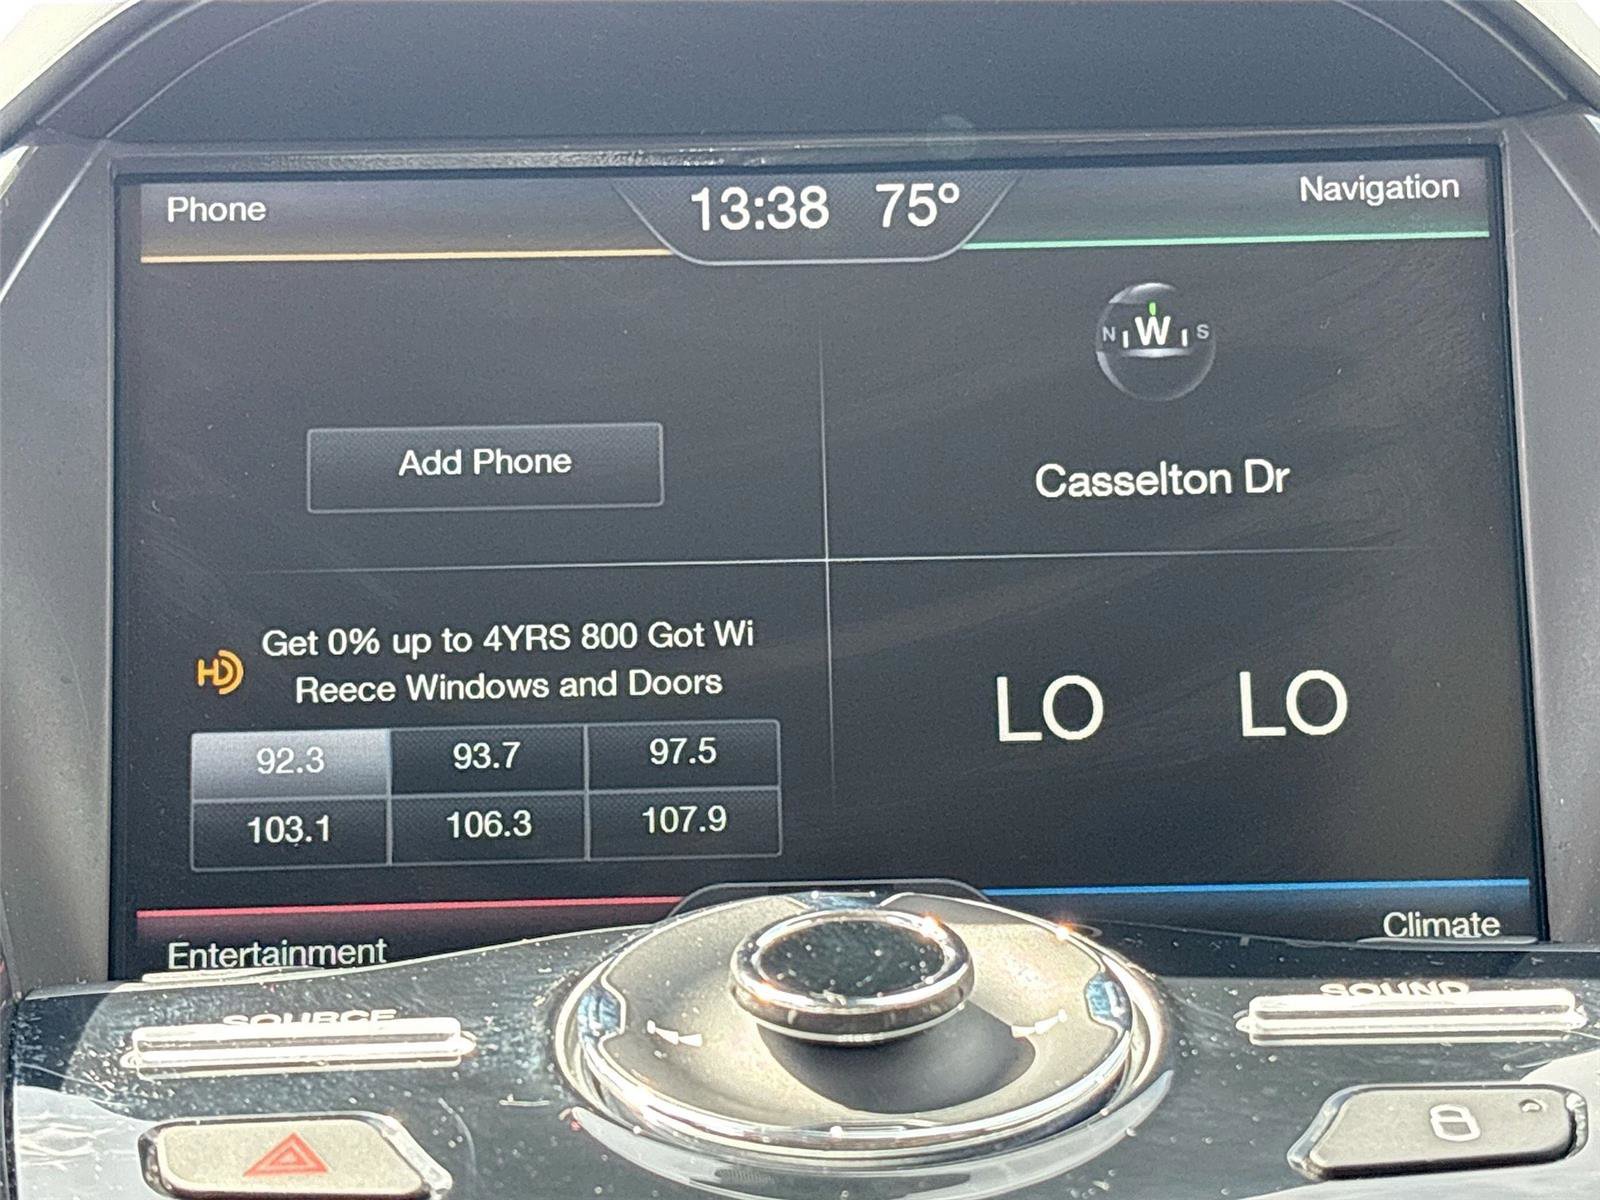 Phone
13:38 75º
Navigation
N W S
Add Phone
Casselton Dr
HD
Get 0% up to 4YRS 800 Got Wi
Reece Windows and Doors
92.3 93.7 97.5
103.1 106.3 107.9
LO LO
Entertainment
Climate
SOURCE
SOUND